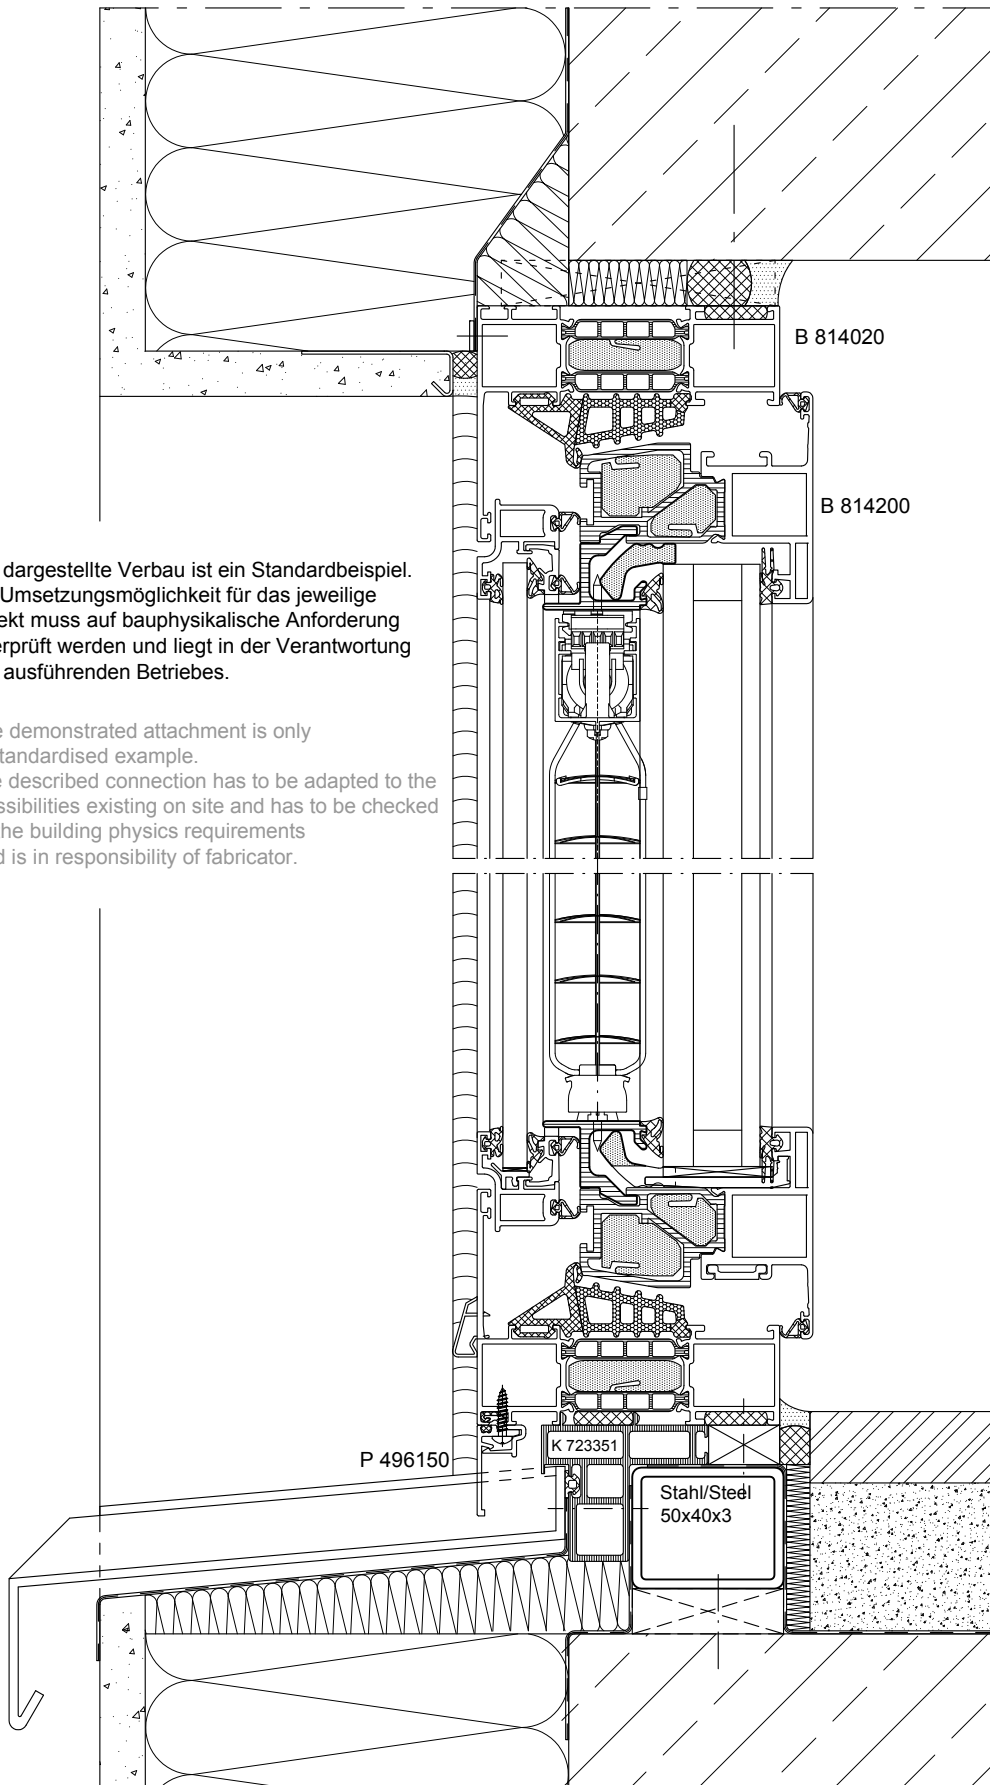 B 814020
B 814200
dargestellte Verbau ist ein Standardbeispiel.
Umsetzungsmöglichkeit für das jeweilige
ekt muss auf bauphysikalische Anforderung
erprüft werden und liegt in der Verantwortung
ausführenden Betriebes.
e demonstrated attachment is only
tandardised example.
e described connection has to be adapted to the
ssibilities existing on site and has to be checked
the building physics requirements
d is in responsibility of fabricator.
K 723351
P 496150
Stahl/Steel
50x40x3